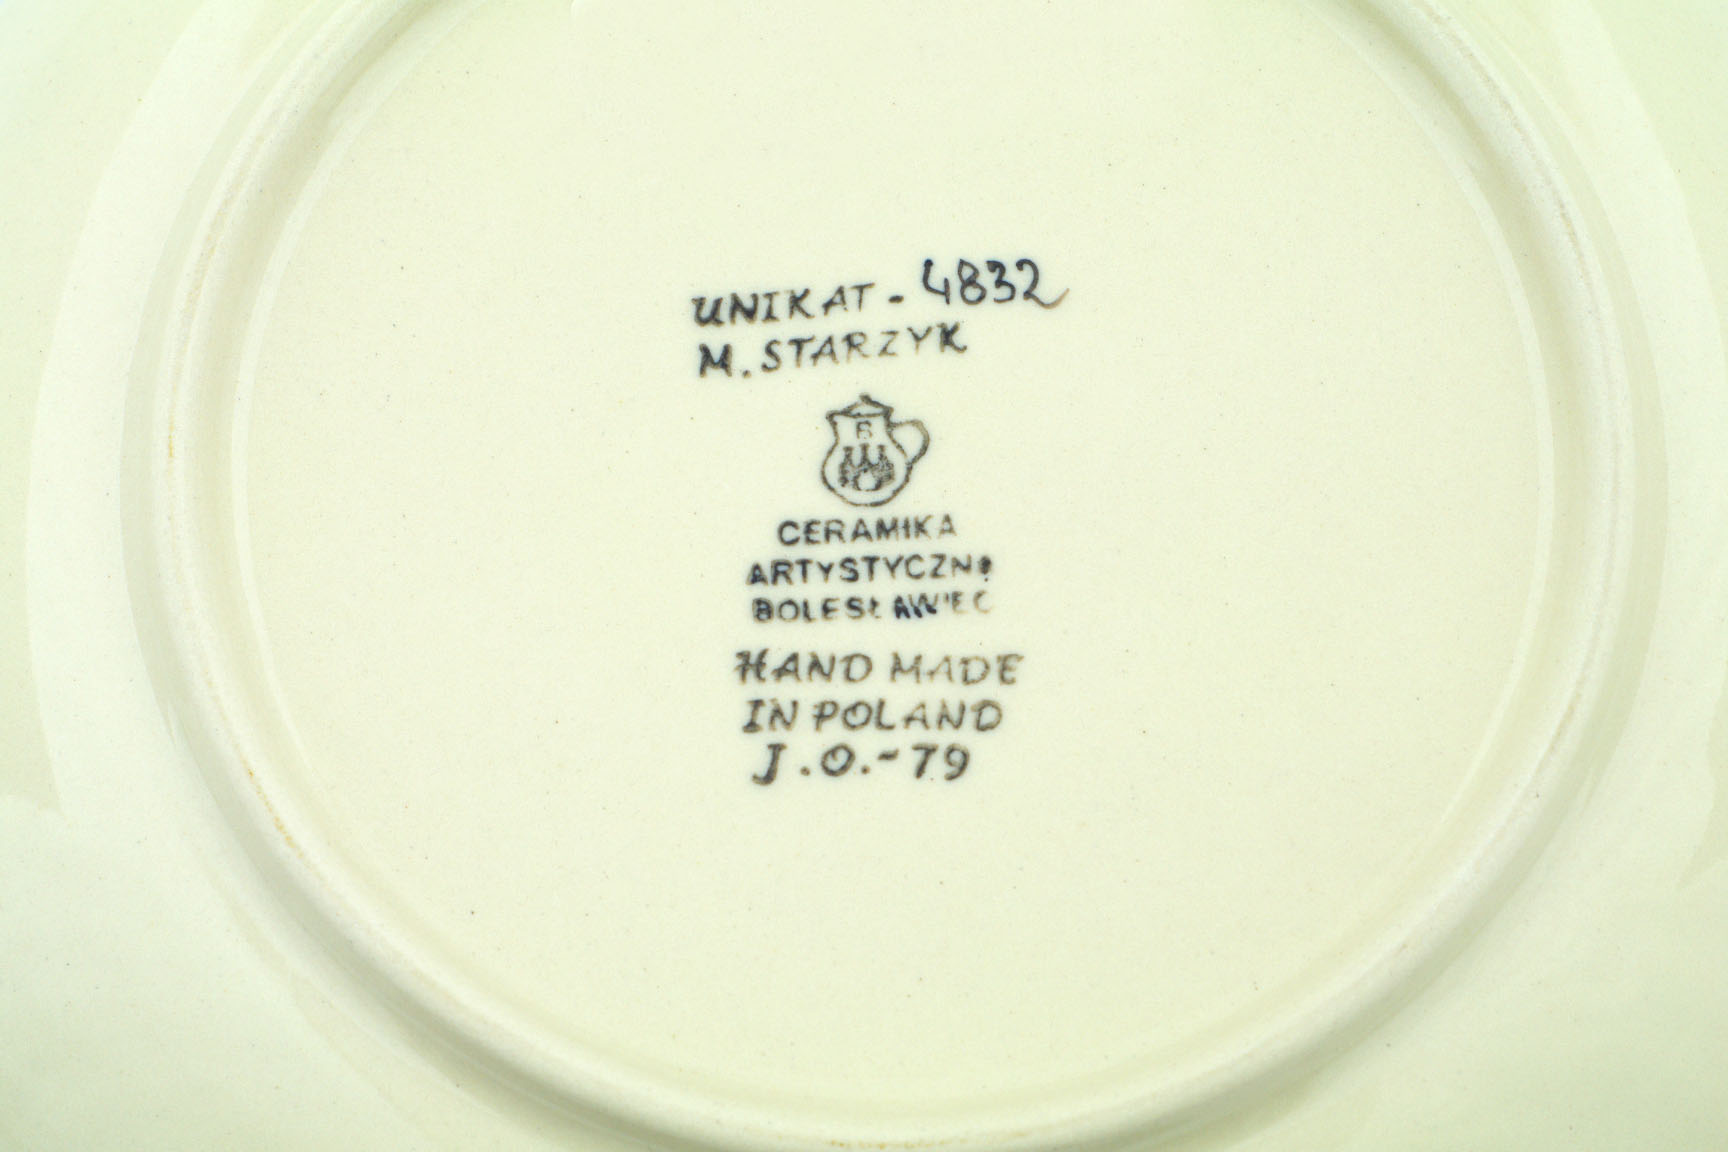 UNIKAT - 4832
M. STARZYK
B
CERAMIKA
ARTYSTYCZNA
BOLESŁAWIEC
HAND MADE
IN POLAND
J.O.-79